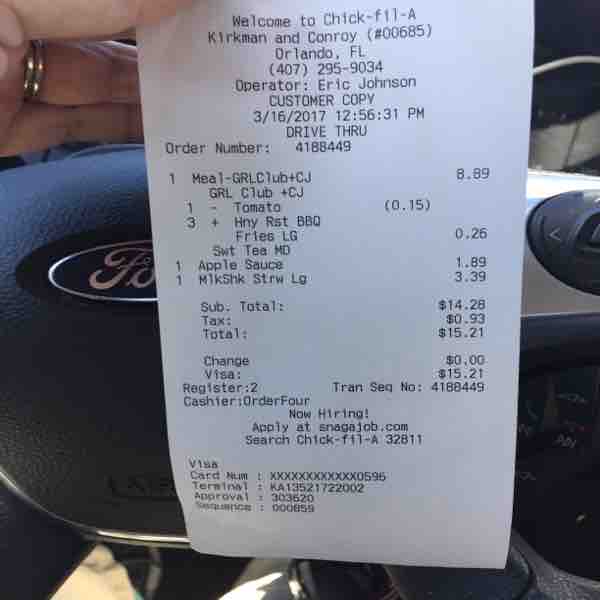 Welcome to Chick-fil-A
Kirkman and Conroy (#00685)
Orlando, FL
(407) 295-9034
Operator: Eric Johnson
CUSTOMER COPY
3/16/2017 12:56:31 PM
DRIVE THRU
Order Number: 4188449
1 Meal-GRLClub+CJ 8.89
GRL Club +CJ
1 - Tomato (0.15)
3 + Hny Rst BBQ
Fries LG 0.26
Swt Tea MD
1 Apple Sauce 1.89
1 MlkShk Strw Lg 3.39
Sub. Total: $14.28
Tax: $0.93
Total: $15.21
Change $0.00
Visa: $15.21
Register:2 Tran Seq No: 4188449
Cashier:OrderFour
Now Hiring!
Apply at snagajob.com
Search Chick-fil-A 32811
Visa
Card Num : XXXXXXXXXXXX0596
Terminal : KA13521722002
Approval : 303620
Sequence : 000859